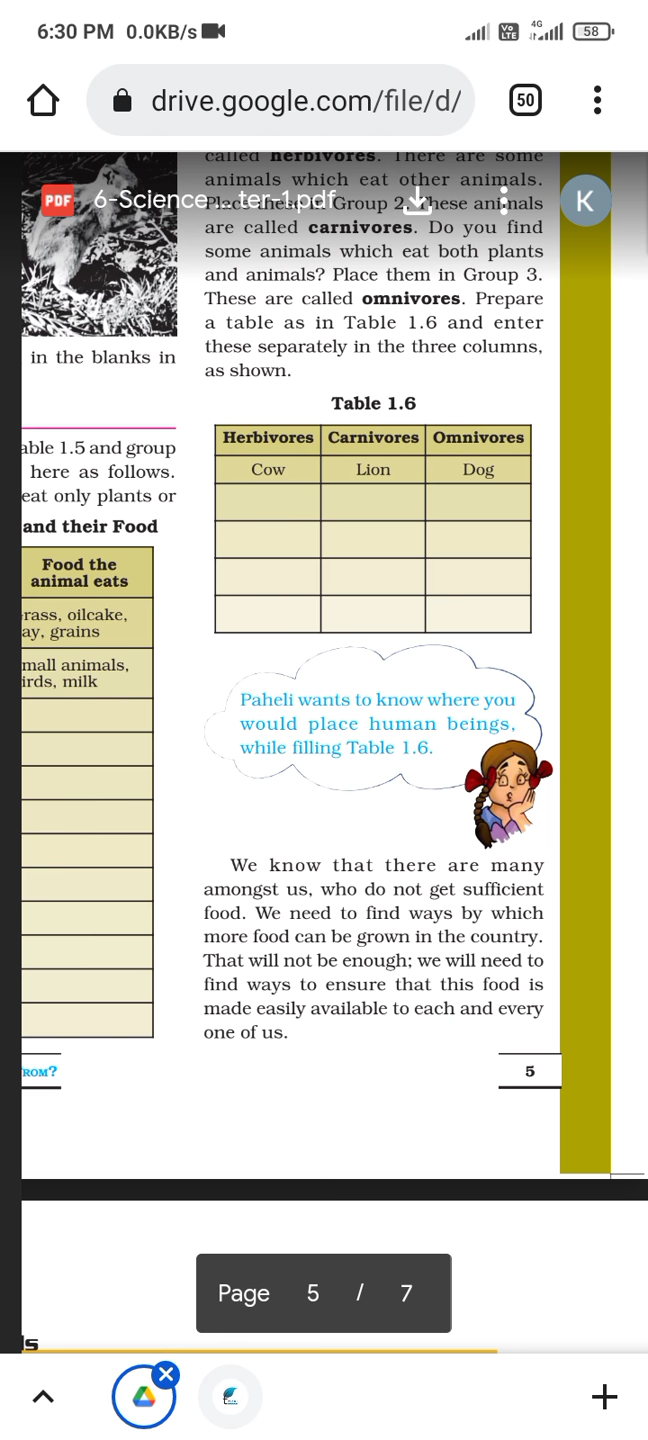 6:30 PM 0.0KB/s
Vo LTE
4G
58
drive.google.com/file/d/
50
PDF
6-Science-...ter-1.pdf
K
called herbivores. There are some
animals which eat other animals.
Place these in Group 2. These animals
are called carnivores. Do you find
some animals which eat both plants
and animals? Place them in Group 3.
These are called omnivores. Prepare
a table as in Table 1.6 and enter
these separately in the three columns,
as shown.
in the blanks in
able 1.5 and group
here as follows.
eat only plants or
and their Food
Food the
animal eats
rass, oilcake,
ay, grains
mall animals,
irds, milk
Table 1.6
Herbivores Carnivores Omnivores
Cow Lion Dog
Paheli wants to know where you
would place human beings,
while filling Table 1.6.
We know that there are many
amongst us, who do not get sufficient
food. We need to find ways by which
more food can be grown in the country.
That will not be enough; we will need to
find ways to ensure that this food is
made easily available to each and every
one of us.
ROM?
5
Page 5 / 7